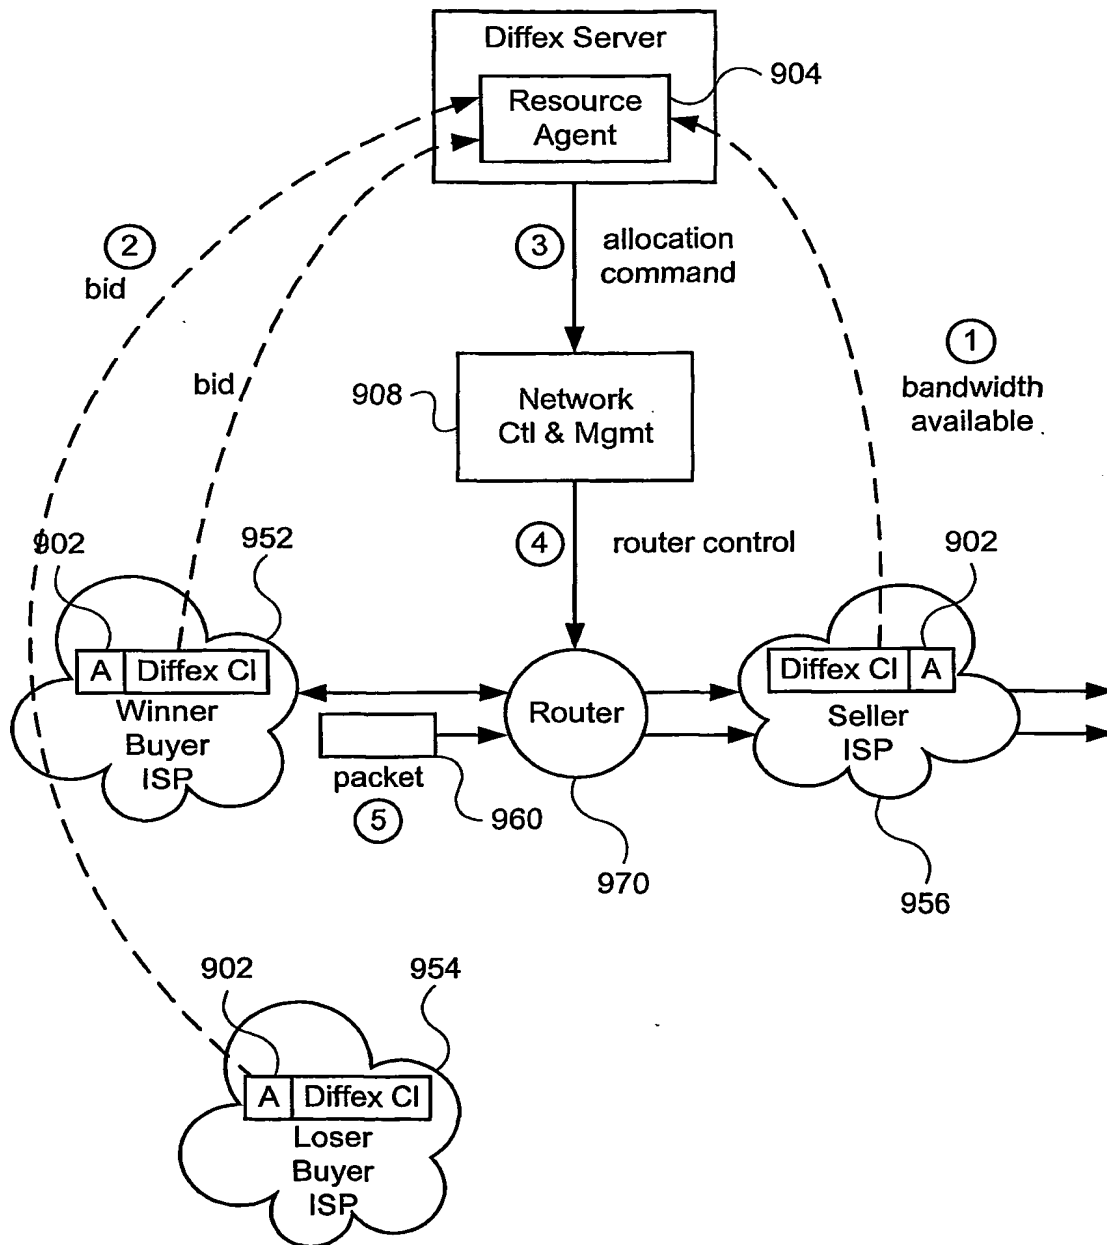 Diffex Server
904
Resource
Agent
2
bid
3
allocation
command
1
bandwidth
available
bid
908
Network
Ctl & Mgmt
902
952
4
router control
902
A
Diffex Cl
Winner
Buyer
ISP
Router
Diffex Cl
A
Seller
ISP
packet
5
960
970
956
902
954
A
Diffex Cl
Loser
Buyer
ISP